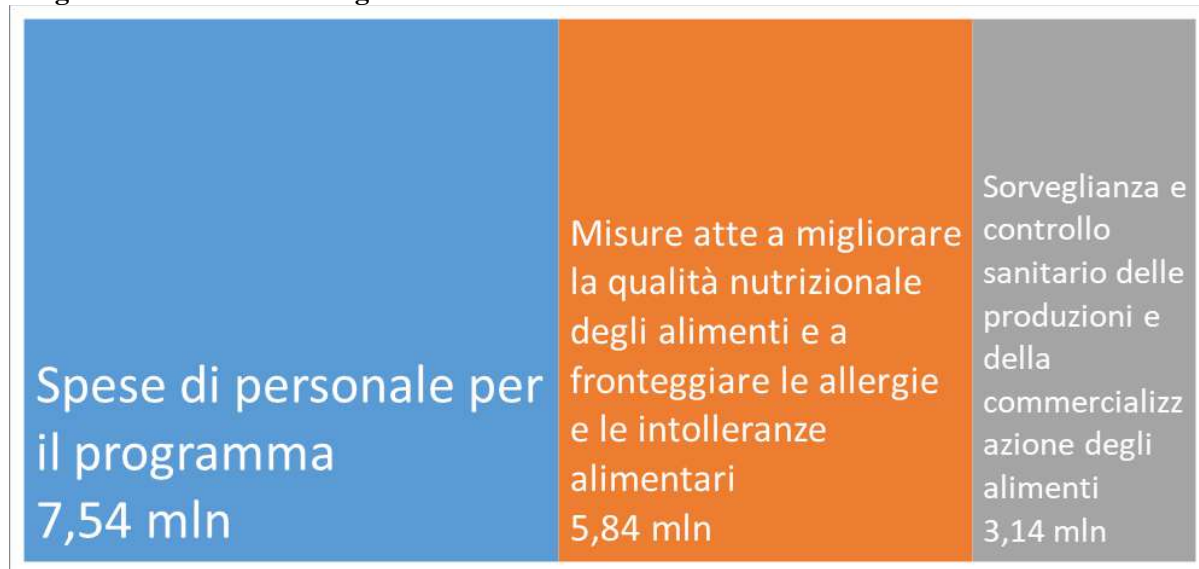 Spese di personale per
il programma
7,54 mln
Misure atte a migliorare
la qualità nutrizionale
degli alimenti e a
fronteggiare le allergie
e le intolleranze
alimentari
5,84 mln
Sorveglianza e
controllo
sanitario delle
produzioni e
della
commercializz
azione degli
alimenti
3,14 mln